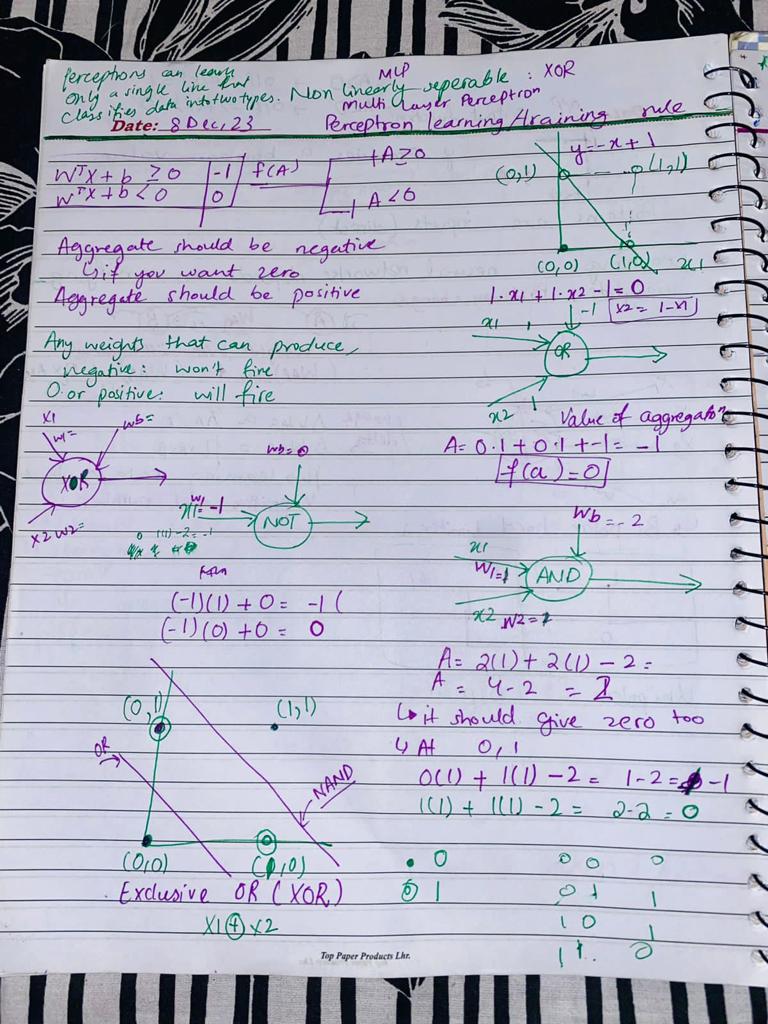 Perceptrons can learn
Only a single line that
classifies data into two types.
MLP
Non linearly seperable : XOR
Multi Layer Perceptron
Date: 8 Dec, 23
Perceptron learning/training rule
WTX + b ≥ 0 | -1 | f(A) 1 A ≥ 0
WTX + b < 0 | 0 | A < 0
y = -x + 1
(0,1) (1,1)
(0,0) (1,0) x1
Aggregate should be negative
↳ if you want zero
Aggregate should be positive
1·x1 + 1·x2 - 1 = 0
x2 = 1-x1
x1 1 -1
OR
x2 1
Any weights that can produce,
negative: won't fire
0 or positive: will fire
Value of aggregator
A = 0.1 + 0.1 + -1 = -1
f(a) = 0
x1
w1=
wb=
XOR
x2 w2=
wb=0
x1 w1 = -1
NOT
(1)-2=-1
Wb = -2
x1
W1=1
AND
x2 W2=1
(-1)(1) + 0 = -1 (
(-1)(0) + 0 = 0
A = 2(1) + 2(1) - 2 =
A = 4-2 = 2
↳ it should give zero too
↳ At 0,1
0(1) + 1(1) - 2 = 1-2 = -1
1(1) + 1(1) - 2 = 2-2 = 0
(0,1) (1,1)
OR
NAND
(0,0) (1,0)
Exclusive OR (XOR)
X1 ⊕ X2
• 0
⊙ 1
0 0 0
0 1 1
1 0 1
1 1. 0
Top Paper Products Lhr.